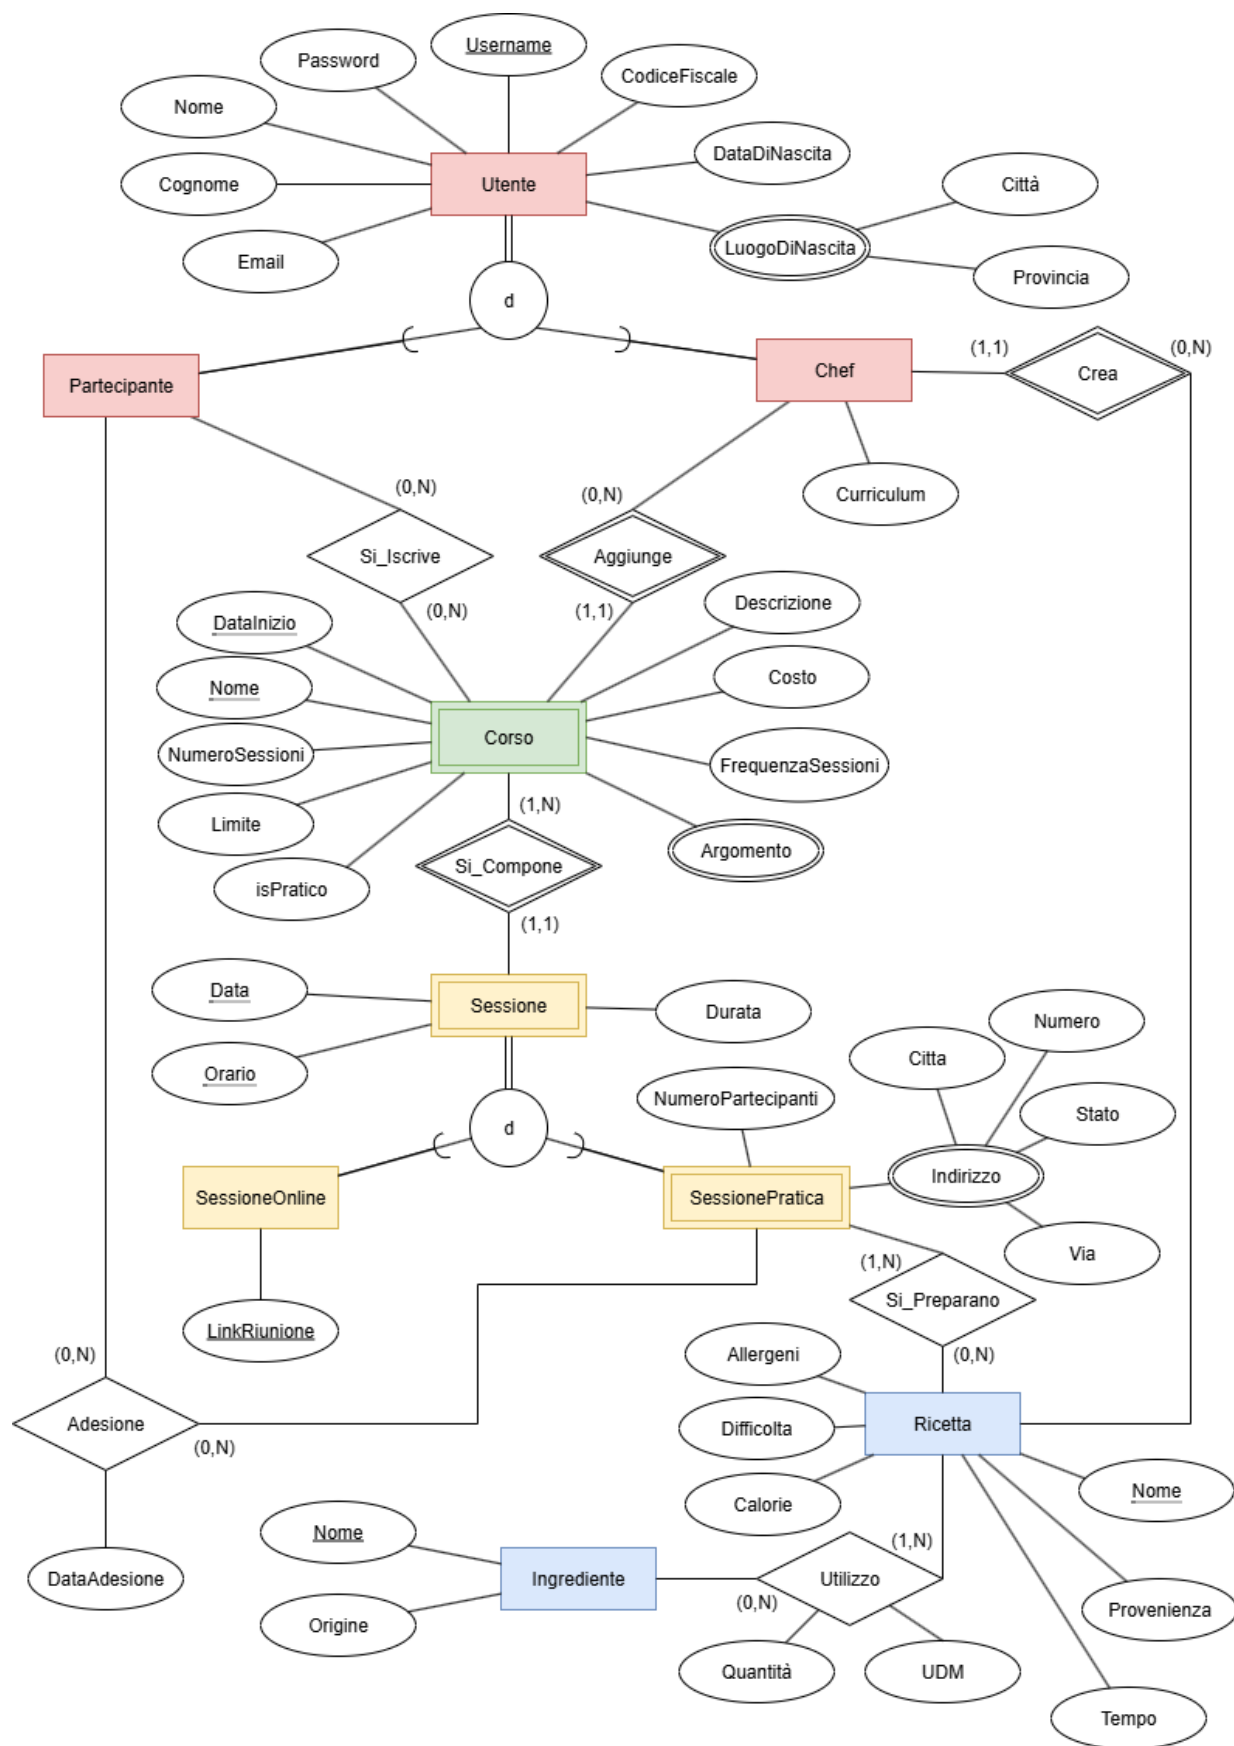 Username
Password
CodiceFiscale
Nome
DataDiNascita
Cognome
Utente
Città
LuogoDiNascita
Email
Provincia
d
Partecipante
Chef
(1,1)
Crea
(0,N)
Curriculum
(0,N)
(0,N)
Si_Iscrive
Aggiunge
(0,N)
(1,1)
Descrizione
DataInizio
Costo
Nome
Corso
NumeroSessioni
FrequenzaSessioni
Limite
(1,N)
Argomento
Si_Compone
isPratico
(1,1)
Data
Sessione
Durata
Numero
Citta
Orario
NumeroPartecipanti
Stato
d
Indirizzo
SessioneOnline
SessionePratica
Via
(1,N)
Si_Preparano
LinkRiunione
(0,N)
Allergeni
(0,N)
Adesione
(0,N)
Difficolta
Ricetta
Nome
Calorie
Nome
(1,N)
DataAdesione
Ingrediente
(0,N)
Utilizzo
Provenienza
Origine
Quantità
UDM
Tempo